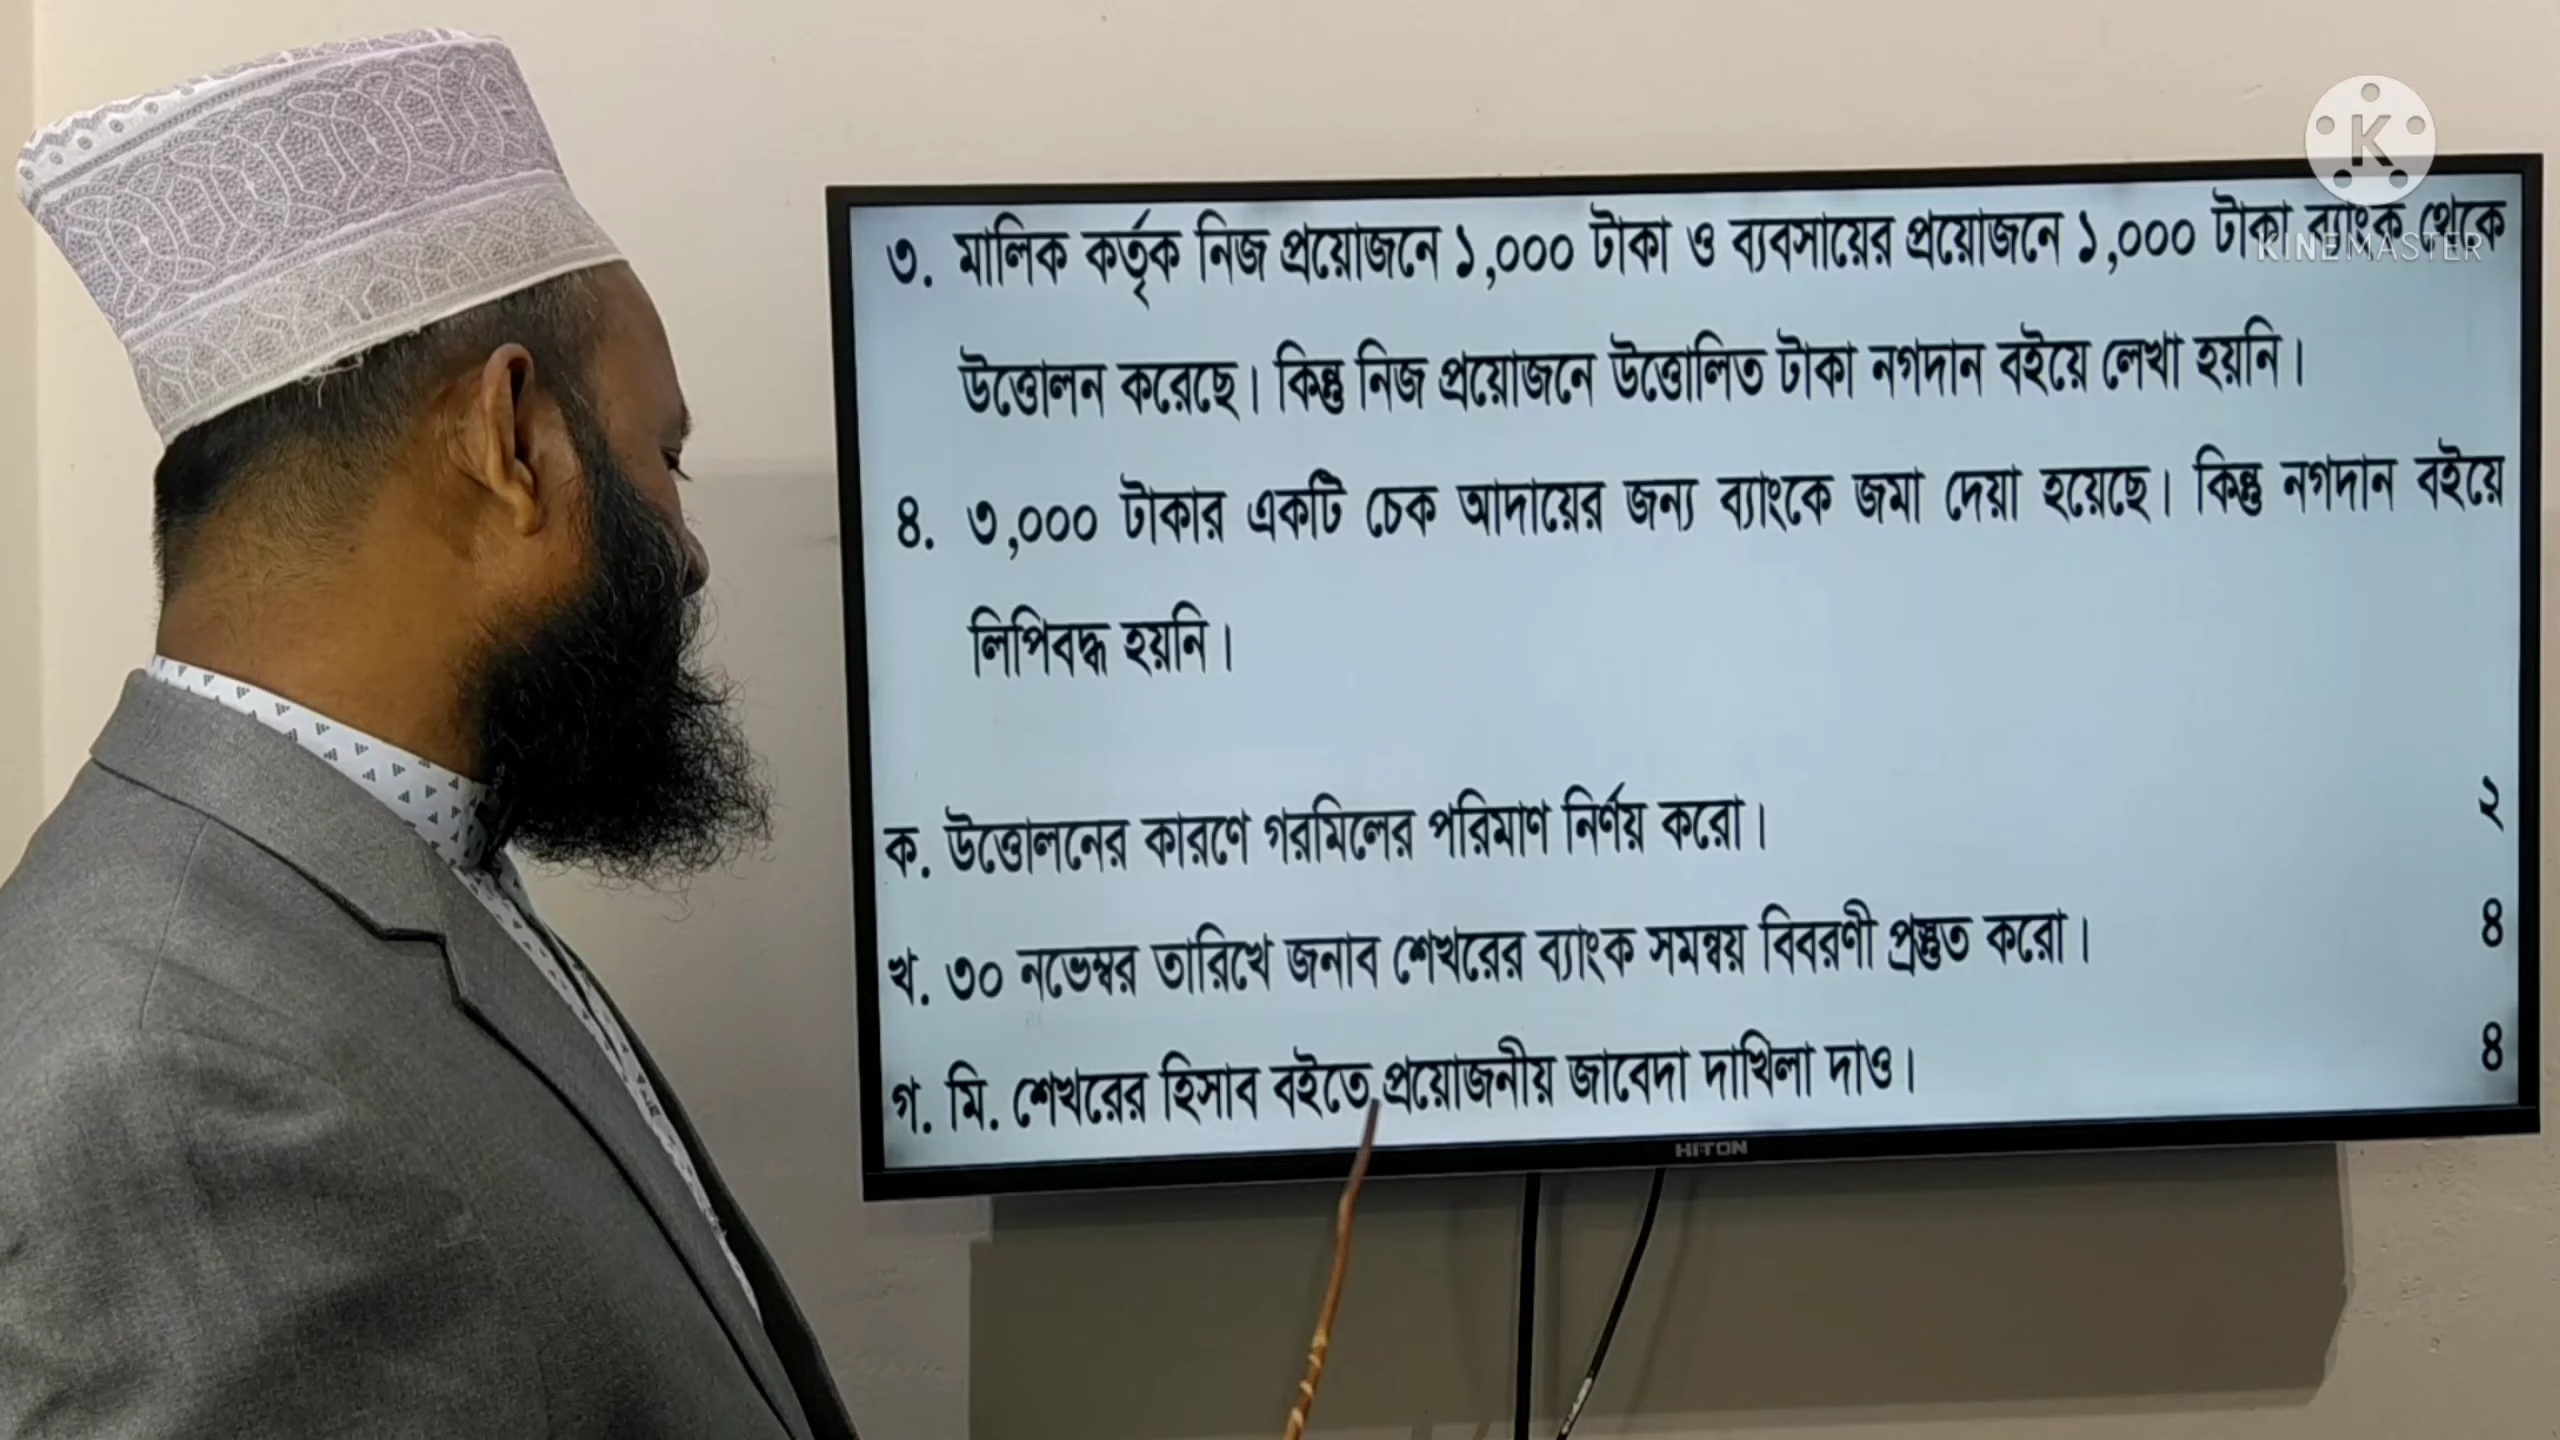 K
KINEMASTER
৩. মালিক কর্তৃক নিজ প্রয়োজনে ১,০০০ টাকা ও ব্যবসায়ের প্রয়োজনে ১,০০০ টাকা ব্যাংক থেকে
উত্তোলন করেছে। কিন্তু নিজ প্রয়োজনে উত্তোলিত টাকা নগদান বইয়ে লেখা হয়নি।
৪. ৩,০০০ টাকার একটি চেক আদায়ের জন্য ব্যাংকে জমা দেয়া হয়েছে। কিন্তু নগদান বইয়ে
লিপিবদ্ধ হয়নি।
ক. উত্তোলনের কারণে গরমিলের পরিমাণ নির্ণয় করো। ২
খ. ৩০ নভেম্বর তারিখে জনাব শেখরের ব্যাংক সমন্বয় বিবরণী প্রস্তুত করো। ৪
গ. মি. শেখরের হিসাব বইতে প্রয়োজনীয় জাবেদা দাখিলা দাও। ৪
HITON